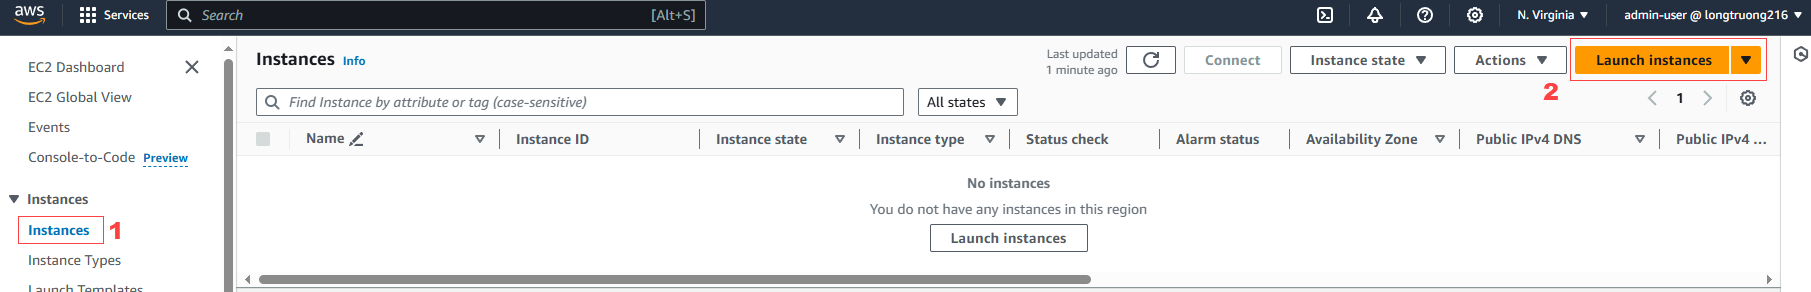 aws Services Search [Alt+S] N. Virginia admin-user @ longtruong216
EC2 Dashboard
EC2 Global View
Events
Console-to-Code Preview
Instances
Instances 1
Instance Types
Launch Templates
Instances Info
Last updated
1 minute ago
Connect Instance state Actions Launch instances
2
Find Instance by attribute or tag (case-sensitive) All states 1
Name Instance ID Instance state Instance type Status check Alarm status Availability Zone Public IPv4 DNS Public IPv4 ...
No instances
You do not have any instances in this region
Launch instances